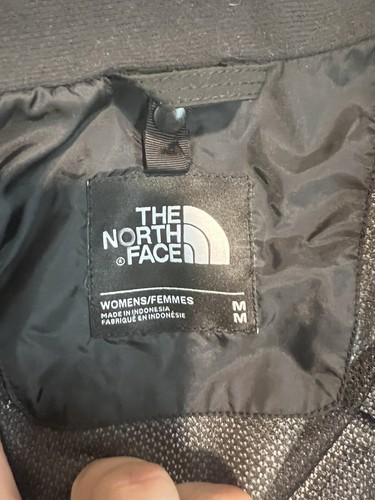 THE
NORTH
FACE
®
WOMENS/FEMMES M
MADE IN INDONESIA M
FABRIQUÉ EN INDONÉSIE